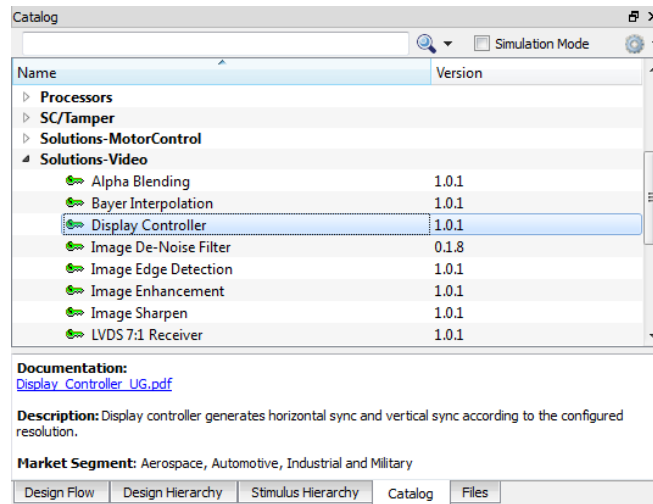 Catalog
Simulation Mode
Name Version
Processors
SC/Tamper
Solutions-MotorControl
Solutions-Video
Alpha Blending 1.0.1
Bayer Interpolation 1.0.1
Display Controller 1.0.1
Image De-Noise Filter 0.1.8
Image Edge Detection 1.0.1
Image Enhancement 1.0.1
Image Sharpen 1.0.1
LVDS 7:1 Receiver 1.0.1
Documentation:
Display_Controller_UG.pdf
Description: Display controller generates horizontal sync and vertical sync according to the configured
resolution.
Market Segment: Aerospace, Automotive, Industrial and Military
Design Flow Design Hierarchy Stimulus Hierarchy Catalog Files